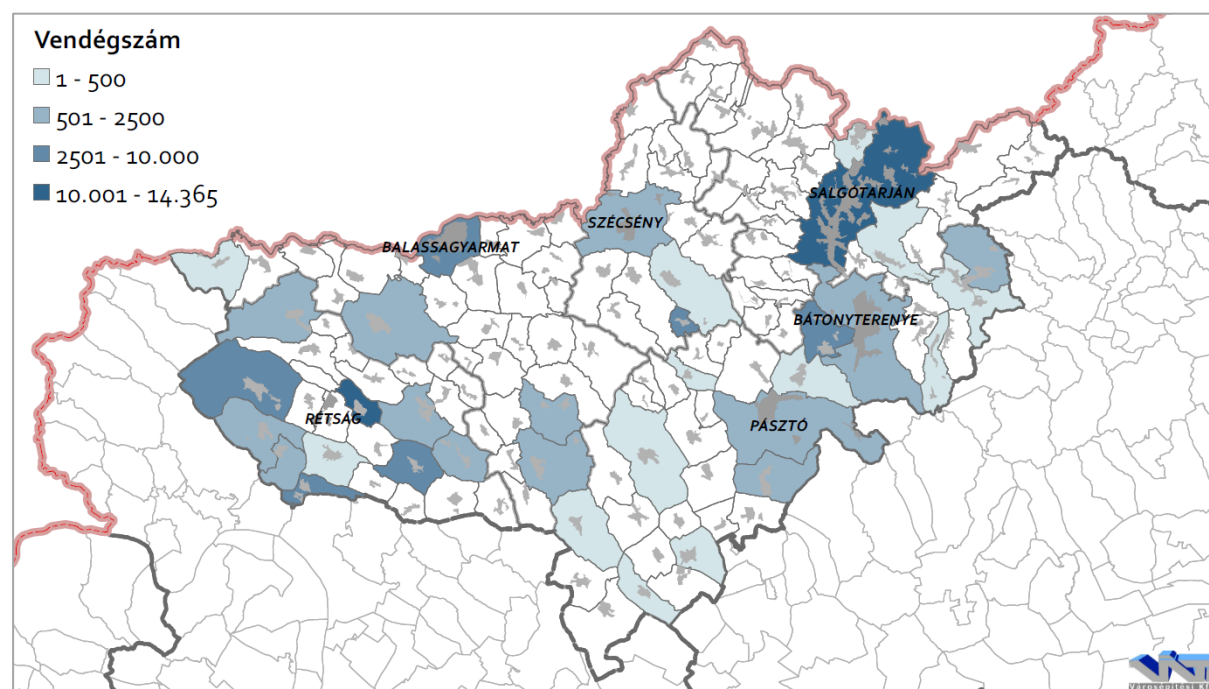 Vendégszám
1 - 500
501 - 2500
2501 - 10.000
10.001 - 14.365
SALGÓTARJÁN
SZÉCSÉNY
BALASSAGYARMAT
BÁTONYTERENYE
RÉTSÁG
PÁSZTÓ